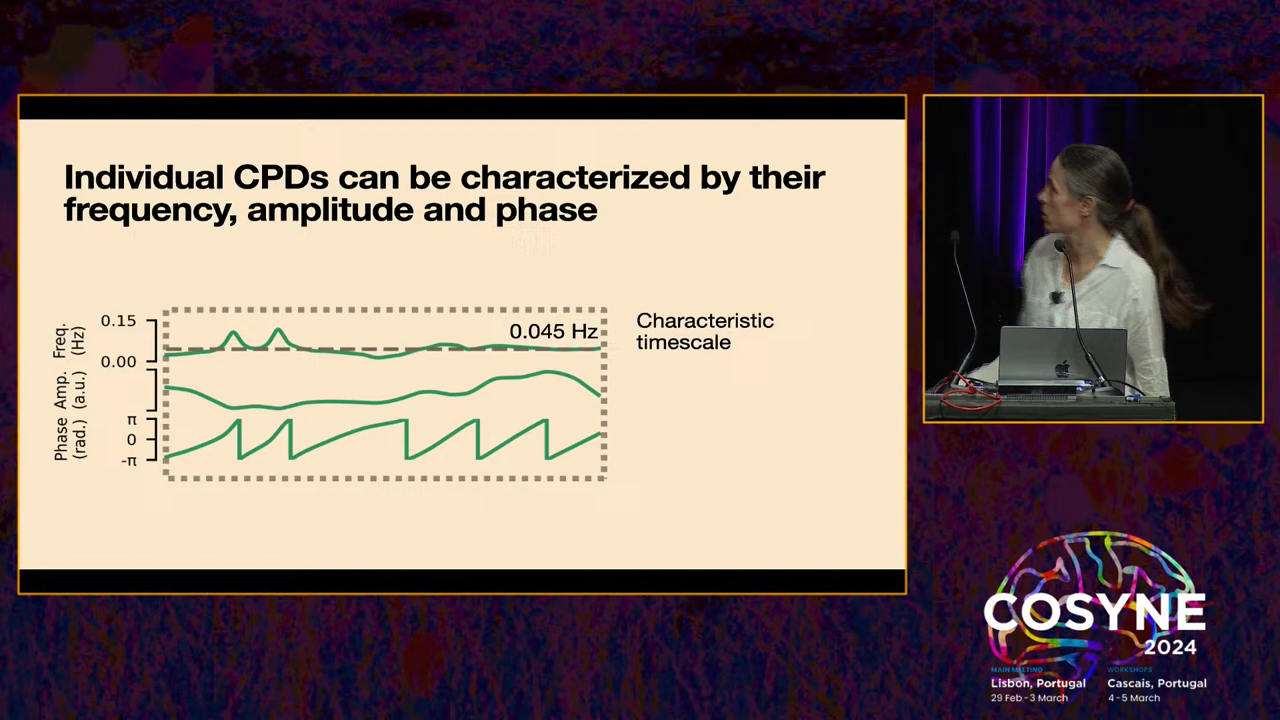 Individual CPDs can be characterized by their
frequency, amplitude and phase
Freq.
(Hz)
0.15
0.00
0.045 Hz
Characteristic
timescale
Amp.
(a.u.)
Phase
(rad.)
π
0
-π
COSYNE
2024
MAIN MEETING
Lisbon, Portugal
29 Feb - 3 March
WORKSHOPS
Cascais, Portugal
4 - 5 March